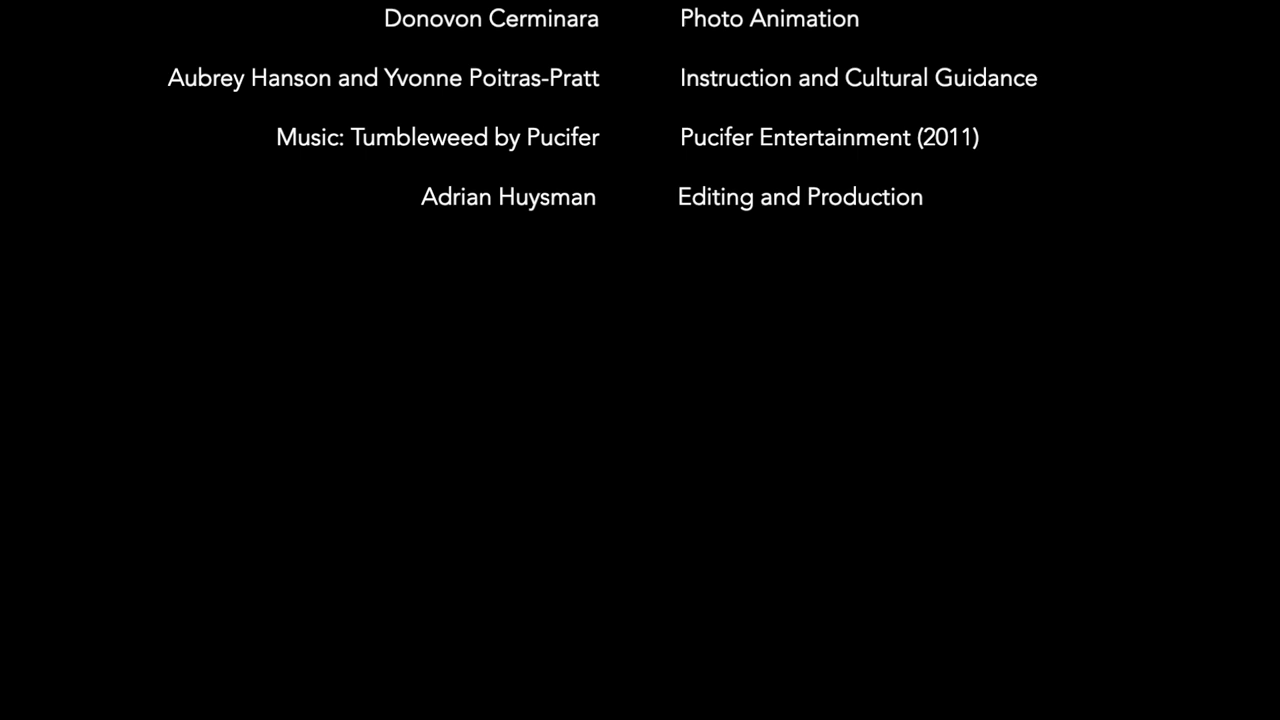 Donovon Cerminara Photo Animation
Aubrey Hanson and Yvonne Poitras-Pratt Instruction and Cultural Guidance
Music: Tumbleweed by Pucifer Pucifer Entertainment (2011)
Adrian Huysman Editing and Production